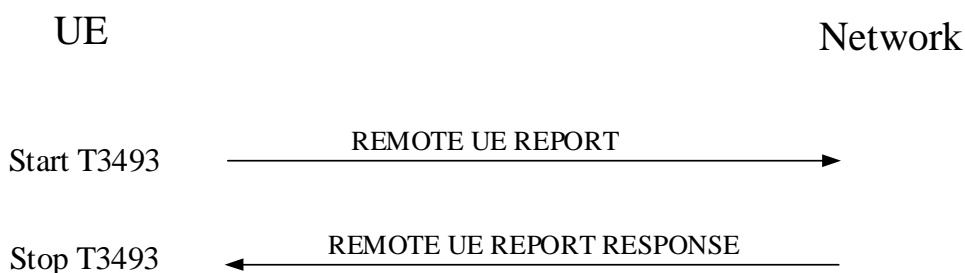 UE
Network
REMOTE UE REPORT
Start T3493
REMOTE UE REPORT RESPONSE
Stop T3493